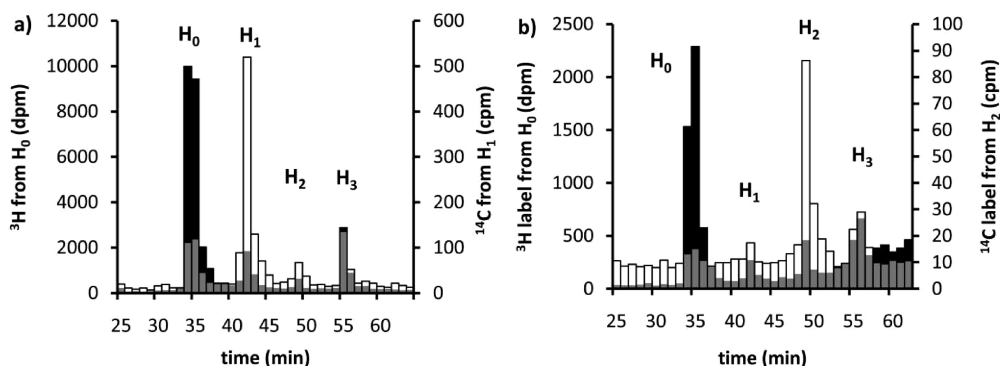 a)
12000
10000
8000
6000
4000
2000
0
³H from H₀ (dpm)
H₀
H₁
H₂
H₃
600
500
400
300
200
100
0
¹⁴C from H₁ (cpm)
25 30 35 40 45 50 55 60
time (min)
b)
2500
2000
1500
1000
500
0
³H label from H₀ (dpm)
H₀
H₁
H₂
H₃
100
90
80
70
60
50
40
30
20
10
0
¹⁴C label from H₂ (cpm)
25 30 35 40 45 50 55 60
time (min)